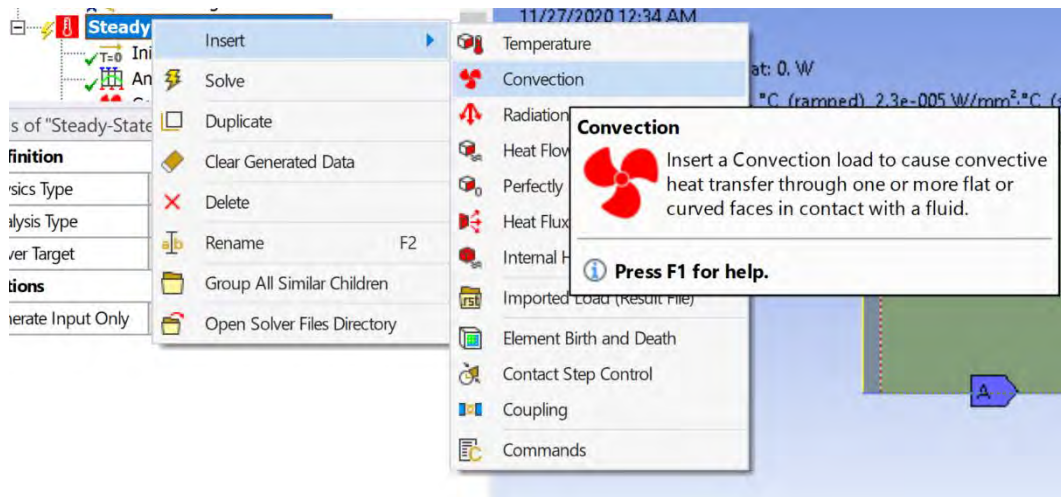 11/27/2020 12:34 AM
Steady
T=0 Ini
An
Insert
Solve
Duplicate
Clear Generated Data
Delete
Rename F2
Group All Similar Children
Open Solver Files Directory
s of "Steady-State
finition
ysics Type
alysis Type
ver Target
tions
nerate Input Only
Temperature
Convection
Radiation
Heat Flow
Perfectly
0
Heat Flux
Internal H
rst Imported Load (Result File)
Element Birth and Death
Contact Step Control
Coupling
Commands
at: 0. W
°C (ramped) 2.3e-005 W/mm²·°C (s
Convection
Insert a Convection load to cause convective
heat transfer through one or more flat or
curved faces in contact with a fluid.
Press F1 for help.
A